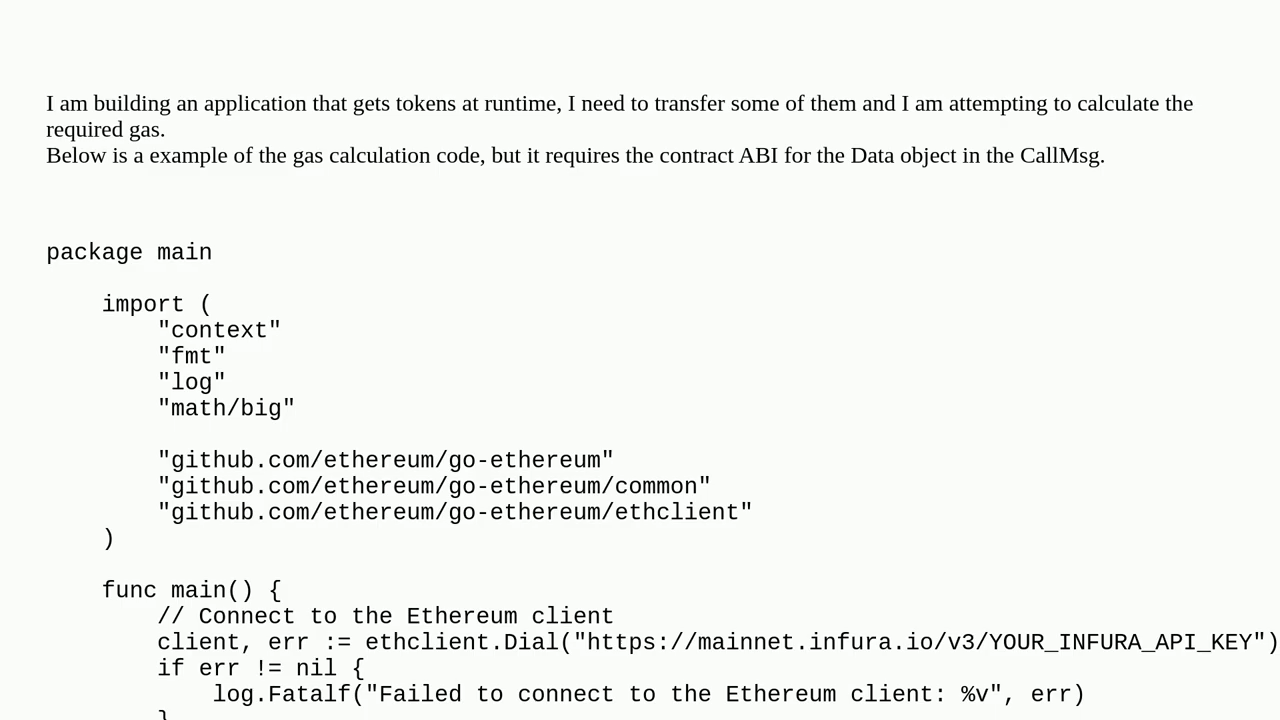 I am building an application that gets tokens at runtime, I need to transfer some of them and I am attempting to calculate the
required gas.
Below is a example of the gas calculation code, but it requires the contract ABI for the Data object in the CallMsg.
package main
import (
"context"
"fmt"
"log"
"math/big"
"github.com/ethereum/go-ethereum"
"github.com/ethereum/go-ethereum/common"
"github.com/ethereum/go-ethereum/ethclient"
)
func main() {
// Connect to the Ethereum client
client, err := ethclient.Dial("https://mainnet.infura.io/v3/YOUR_INFURA_API_KEY")
if err != nil {
log.Fatalf("Failed to connect to the Ethereum client: %v", err)
}